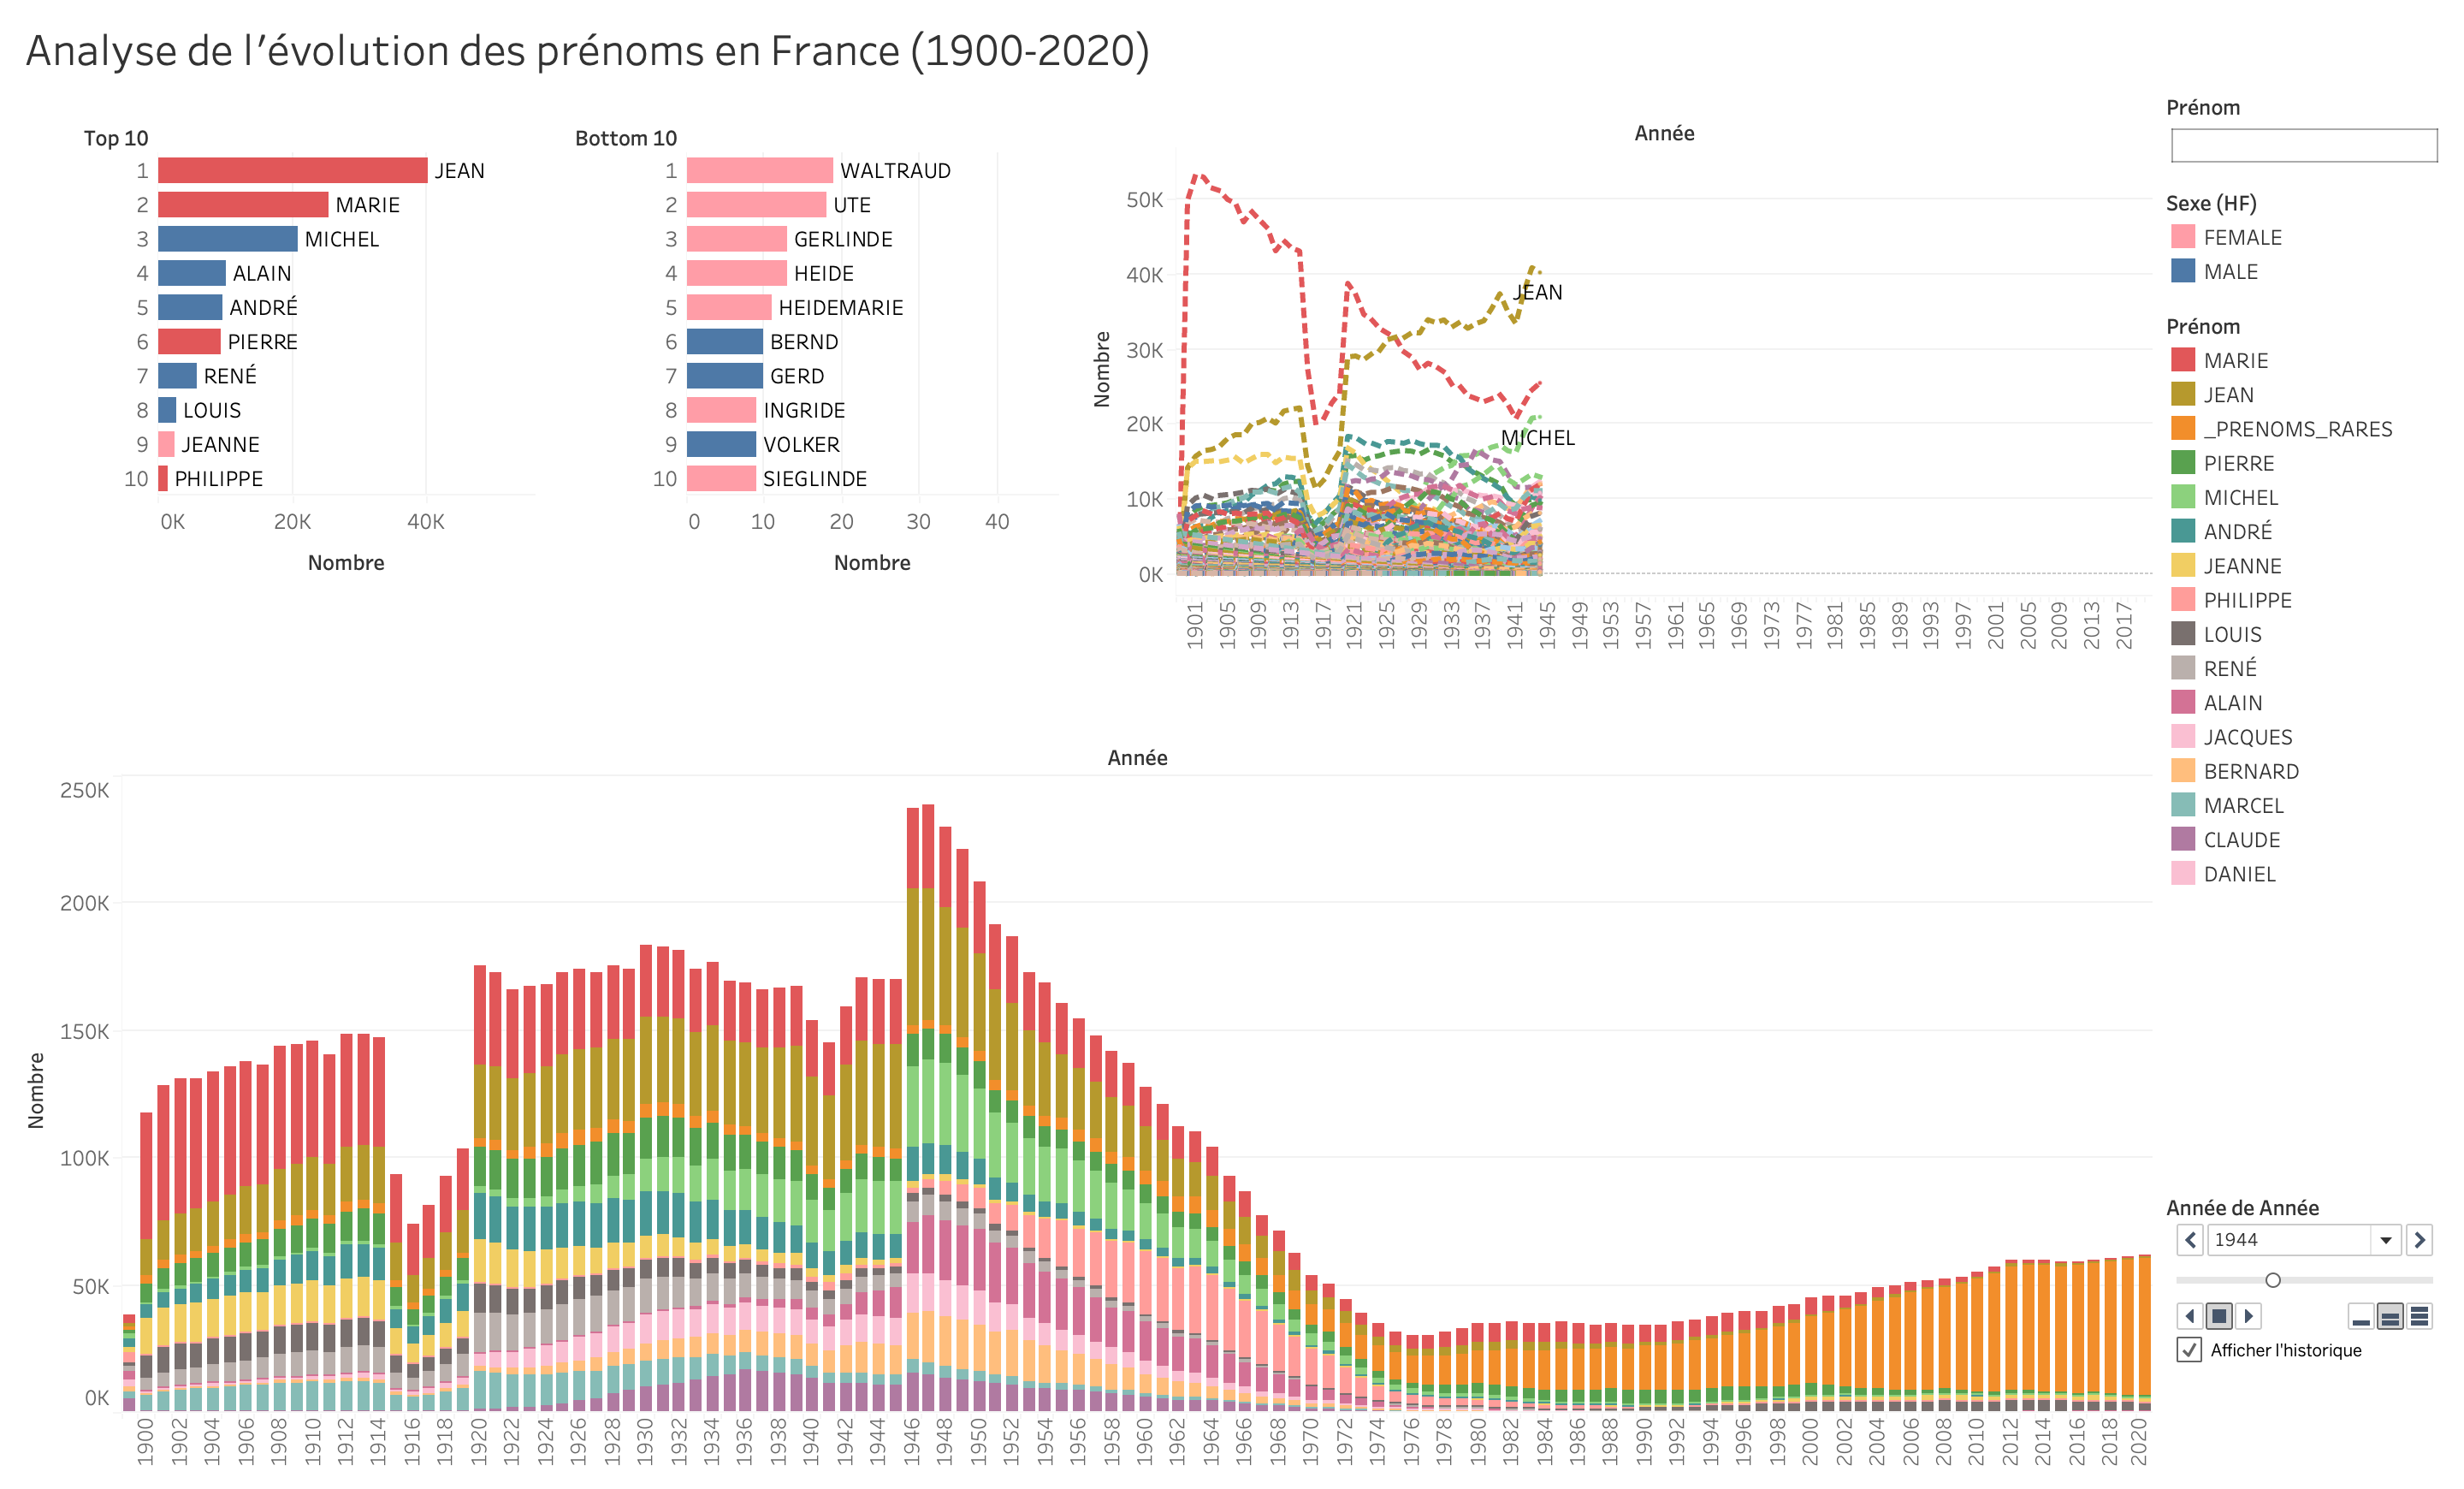 Analyse de l'évolution des prénoms en France (1900-2020)
Top 10
1 JEAN
2 MARIE
3 MICHEL
4 ALAIN
5 ANDRÉ
6 PIERRE
7 RENÉ
8 LOUIS
9 JEANNE
10 PHILIPPE
0K 20K 40K
Nombre
Bottom 10
1 WALTRAUD
2 UTE
3 GERLINDE
4 HEIDE
5 HEIDEMARIE
6 BERND
7 GERD
8 INGRIDE
9 VOLKER
10 SIEGLINDE
0 10 20 30 40
Nombre
Année
Nombre
50K
40K
30K
20K
10K
0K
JEAN
MICHEL
1901 1905 1909 1913 1917 1921 1925 1929 1933 1937 1941 1945 1949 1953 1957 1961 1965 1969 1973 1977 1981 1985 1989 1993 1997 2001 2005 2009 2013 2017
Prénom
Sexe (HF)
FEMALE
MALE
Prénom
MARIE
JEAN
_PRENOMS_RARES
PIERRE
MICHEL
ANDRÉ
JEANNE
PHILIPPE
LOUIS
RENÉ
ALAIN
JACQUES
BERNARD
MARCEL
CLAUDE
DANIEL
Année
Nombre
250K
200K
150K
100K
50K
0K
1900 1902 1904 1906 1908 1910 1912 1914 1916 1918 1920 1922 1924 1926 1928 1930 1932 1934 1936 1938 1940 1942 1944 1946 1948 1950 1952 1954 1956 1958 1960 1962 1964 1966 1968 1970 1972 1974 1976 1978 1980 1982 1984 1986 1988 1990 1992 1994 1996 1998 2000 2002 2004 2006 2008 2010 2012 2014 2016 2018 2020
Année de Année
1944
Afficher l'historique